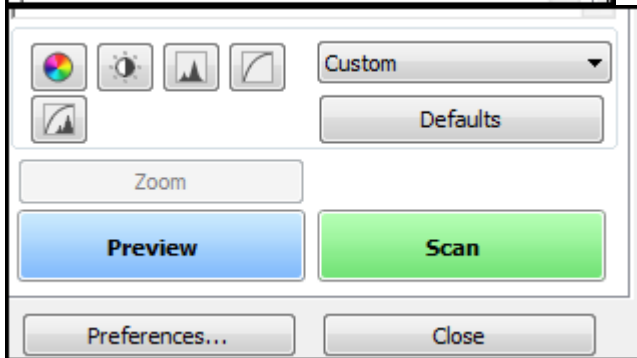 Custom
Defaults
Zoom
Preview
Scan
Preferences...
Close